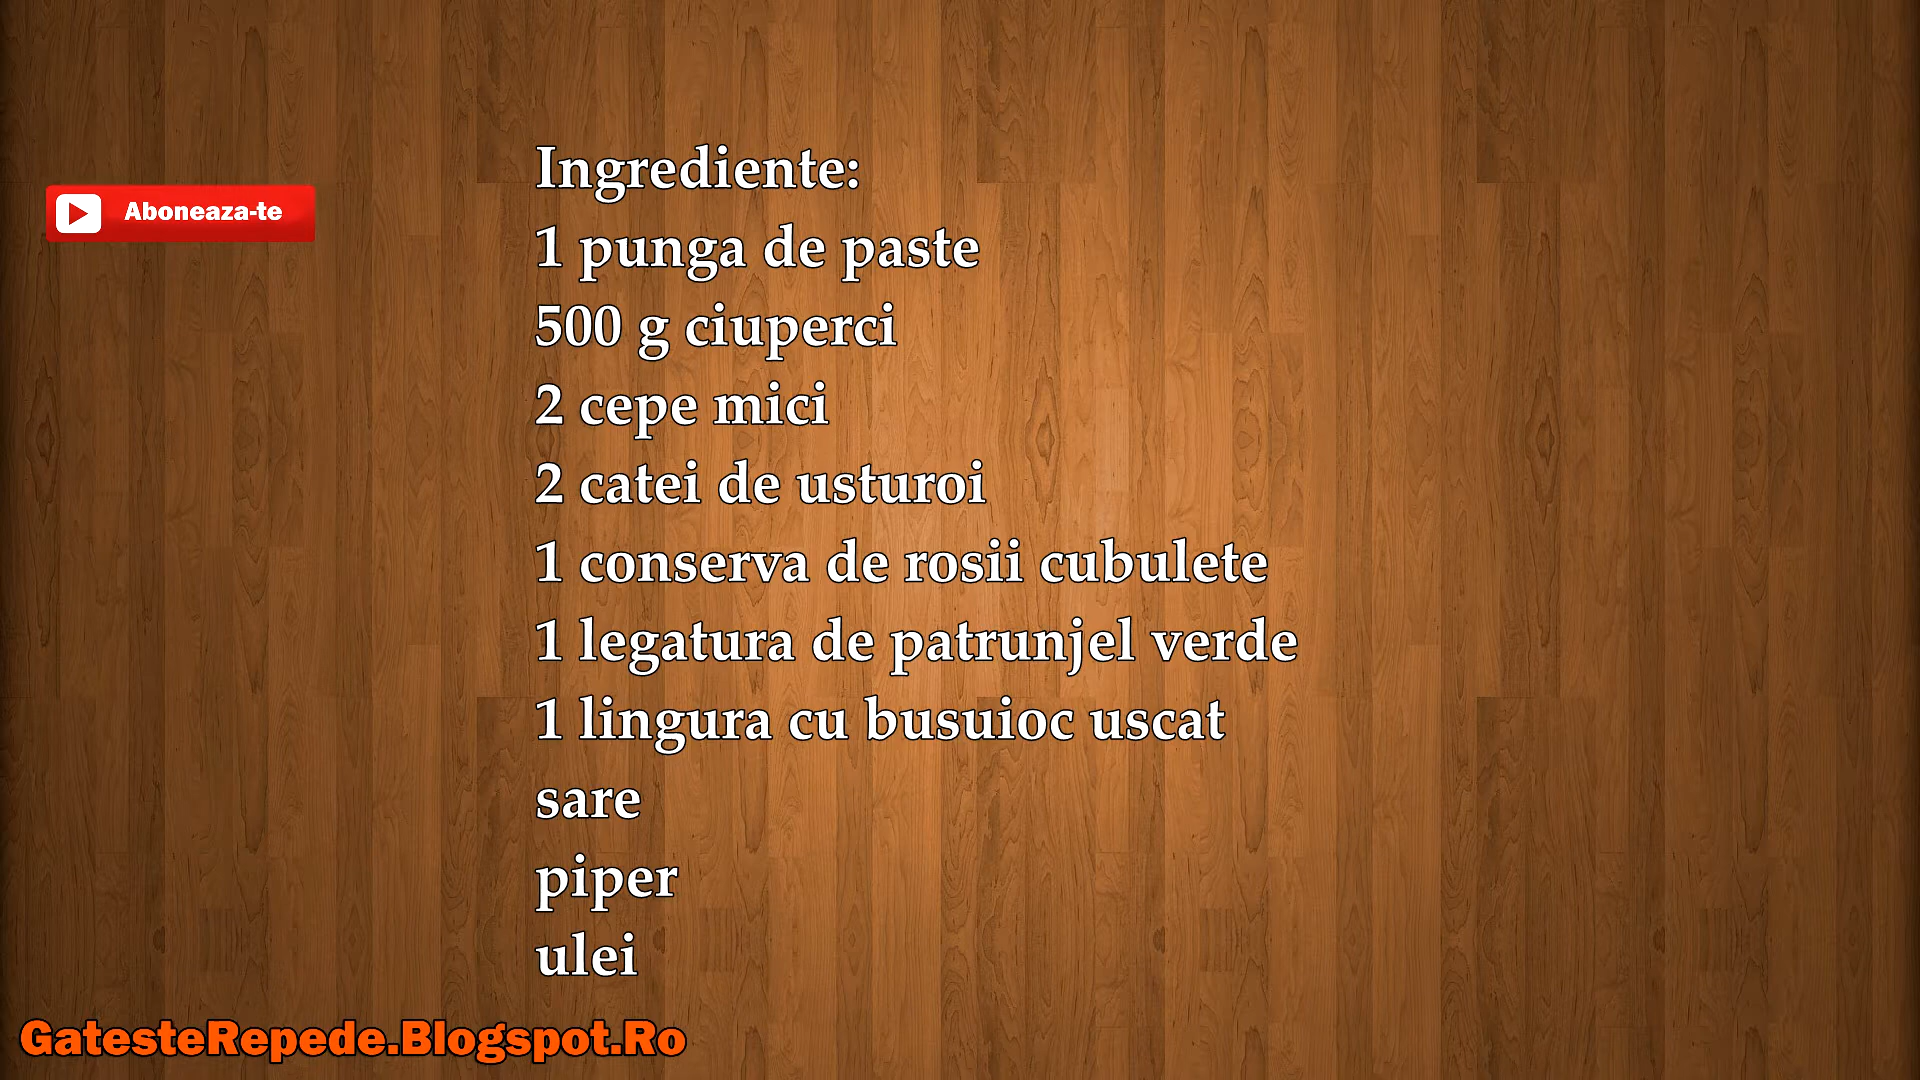 Ingrediente:
Aboneaza-te
1 punga de paste
500 g ciuperci
2 cepe mici
2 catei de usturoi
1 conserva de rosii cubulete
1 legatura de patrunjel verde
1 lingura cu busuioc uscat
sare
piper
ulei
GatesteRepede.Blogspot.Ro